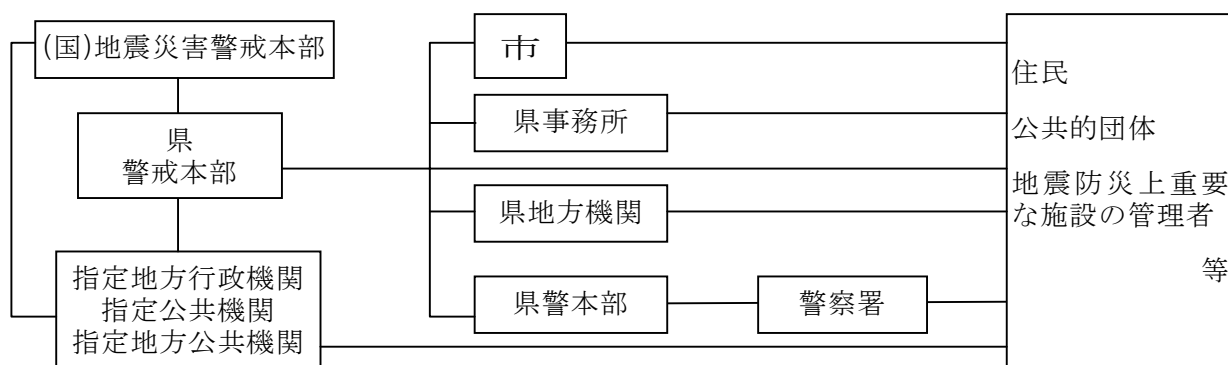 (国)地震災害警戒本部
県
警戒本部
指定地方行政機関
指定公共機関
指定地方公共機関
市
県事務所
県地方機関
県警本部
警察署
住民
公共的団体
地震防災上重要
な施設の管理者
等